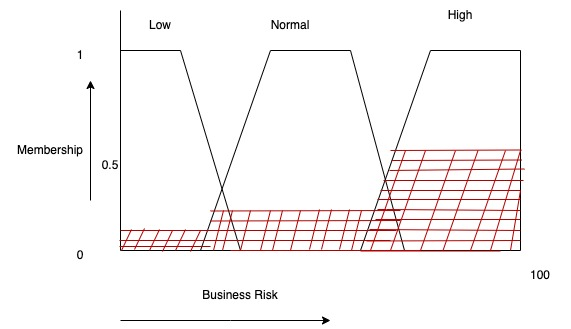 Low
Normal
High
1
Membership
0.5
0
100
Business Risk